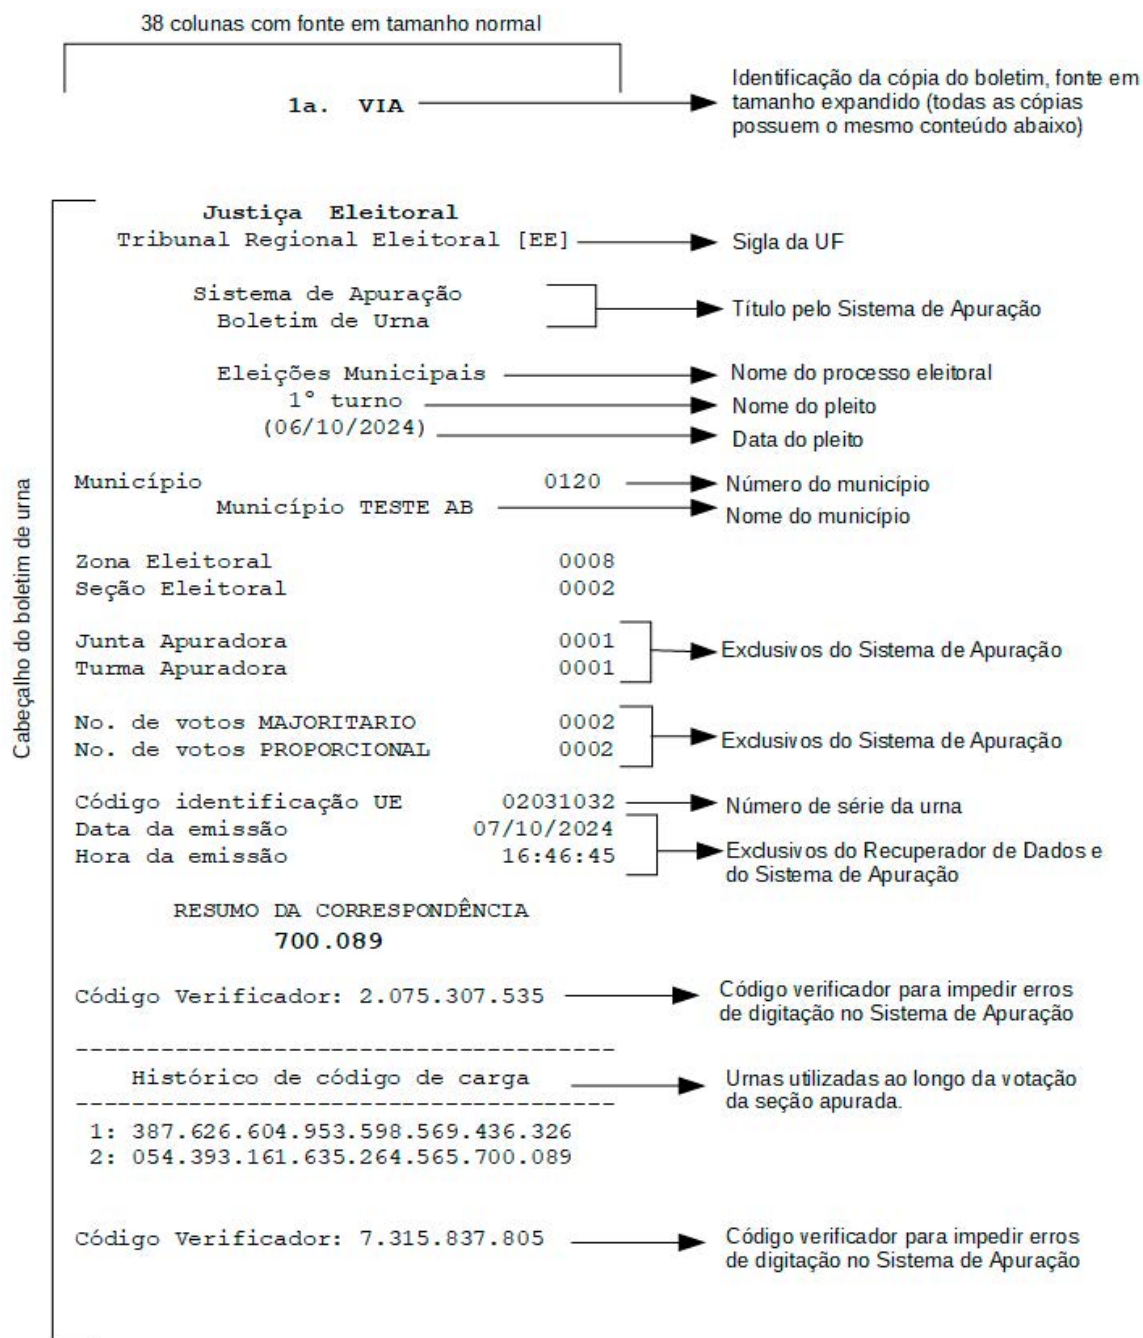 38 colunas com fonte em tamanho normal
1a. VIA
Identificação da cópia do boletim, fonte em
tamanho expandido (todas as cópias
possuem o mesmo conteúdo abaixo)
Cabeçalho do boletim de urna
Justiça Eleitoral
Tribunal Regional Eleitoral [EE]
Sigla da UF
Sistema de Apuração
Boletim de Urna
Título pelo Sistema de Apuração
Eleições Municipais
Nome do processo eleitoral
1º turno
Nome do pleito
(06/10/2024)
Data do pleito
Município 0120
Número do município
Município TESTE AB
Nome do município
Zona Eleitoral 0008
Seção Eleitoral 0002
Junta Apuradora 0001
Turma Apuradora 0001
Exclusivos do Sistema de Apuração
No. de votos MAJORITARIO 0002
No. de votos PROPORCIONAL 0002
Exclusivos do Sistema de Apuração
Código identificação UE 02031032
Número de série da urna
Data da emissão 07/10/2024
Hora da emissão 16:46:45
Exclusivos do Recuperador de Dados e
do Sistema de Apuração
RESUMO DA CORRESPONDÊNCIA
700.089
Código Verificador: 2.075.307.535
Código verificador para impedir erros
de digitação no Sistema de Apuração
--------------------------------------
Histórico de código de carga
--------------------------------------
Urnas utilizadas ao longo da votação
da seção apurada.
1: 387.626.604.953.598.569.436.326
2: 054.393.161.635.264.565.700.089
Código Verificador: 7.315.837.805
Código verificador para impedir erros
de digitação no Sistema de Apuração